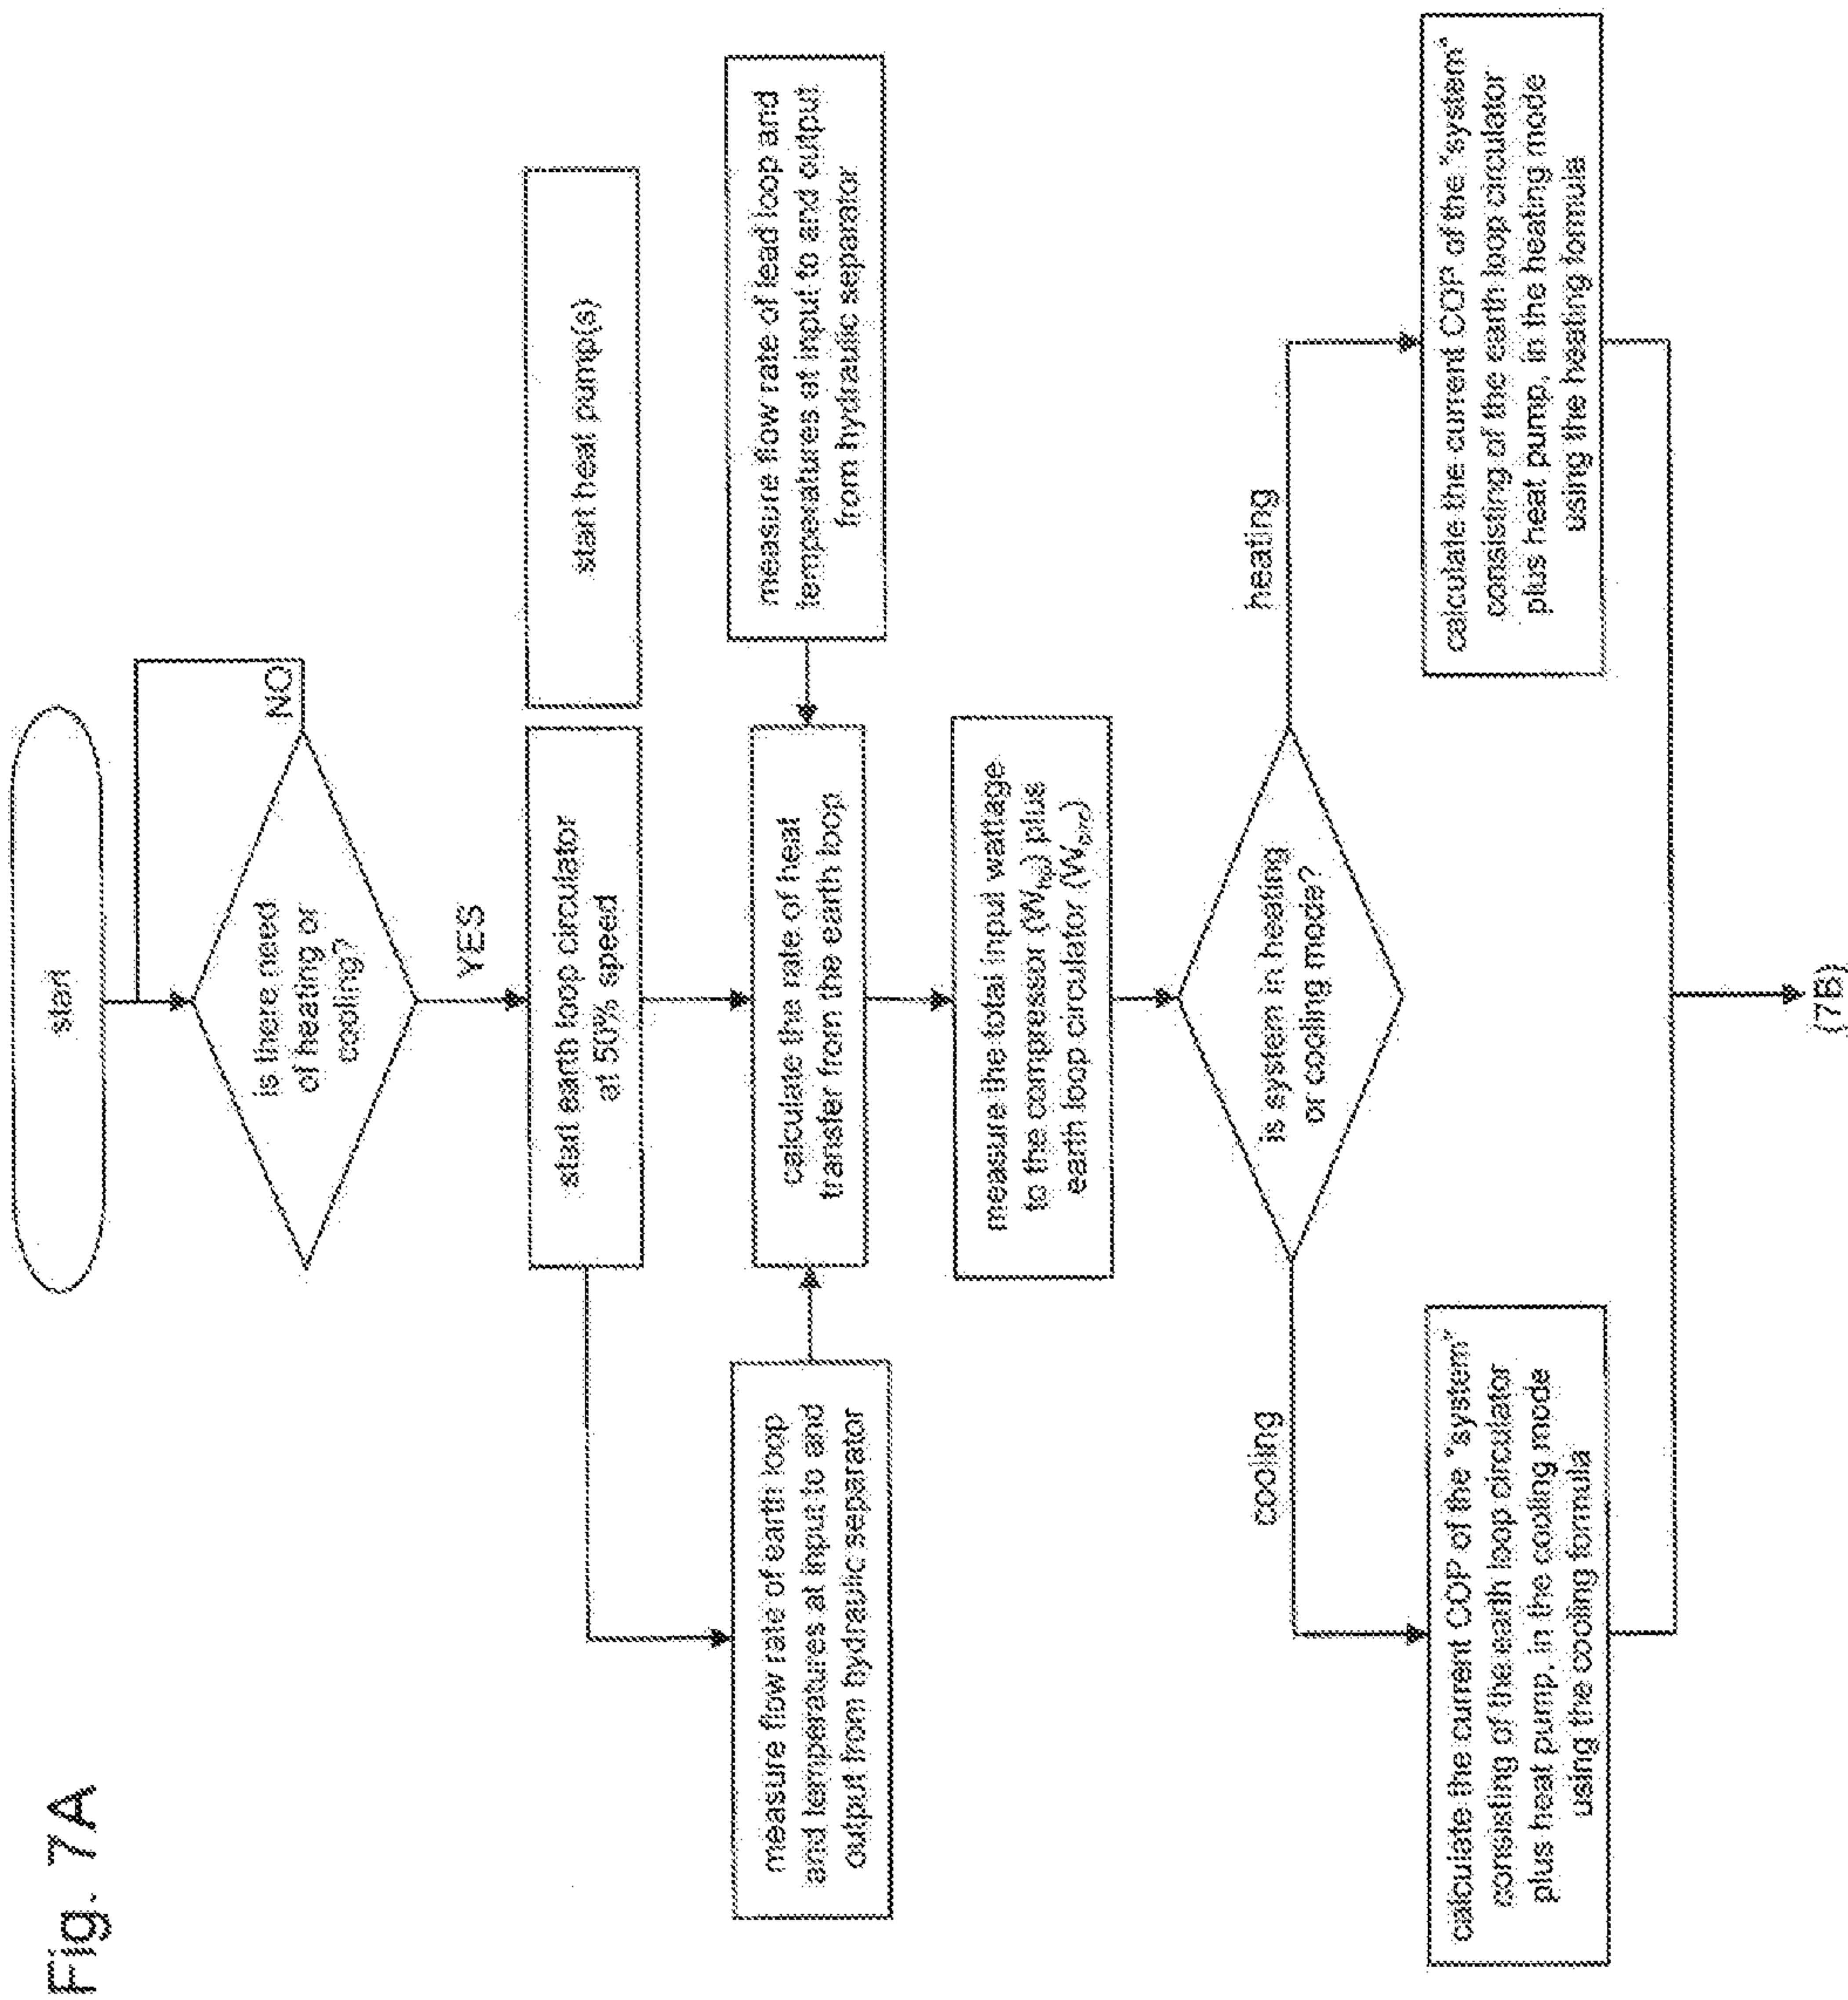 Fig. 7A
start
is there need
of heating or
cooling?
NO
YES
start earth loop circulator
at 50% speed
start heat pump(s)
measure flow rate of earth loop
and temperatures at input to and
output from hydraulic separator
calculate the rate of heat
transfer from the earth loop
measure flow rate of lead loop and
temperatures at input to and output
from hydraulic separator
measure the total input wattage
to the compressor (Whp) plus
earth loop circulator (Wcirc)
is system in heating
or cooling mode?
cooling
heating
calculate the current COP of the "system"
consisting of the earth loop circulator
plus heat pump, in the cooling mode
using the cooling formula
calculate the current COP of the "system"
consisting of the earth loop circulator
plus heat pump, in the heating mode
using the heating formula
(7B)